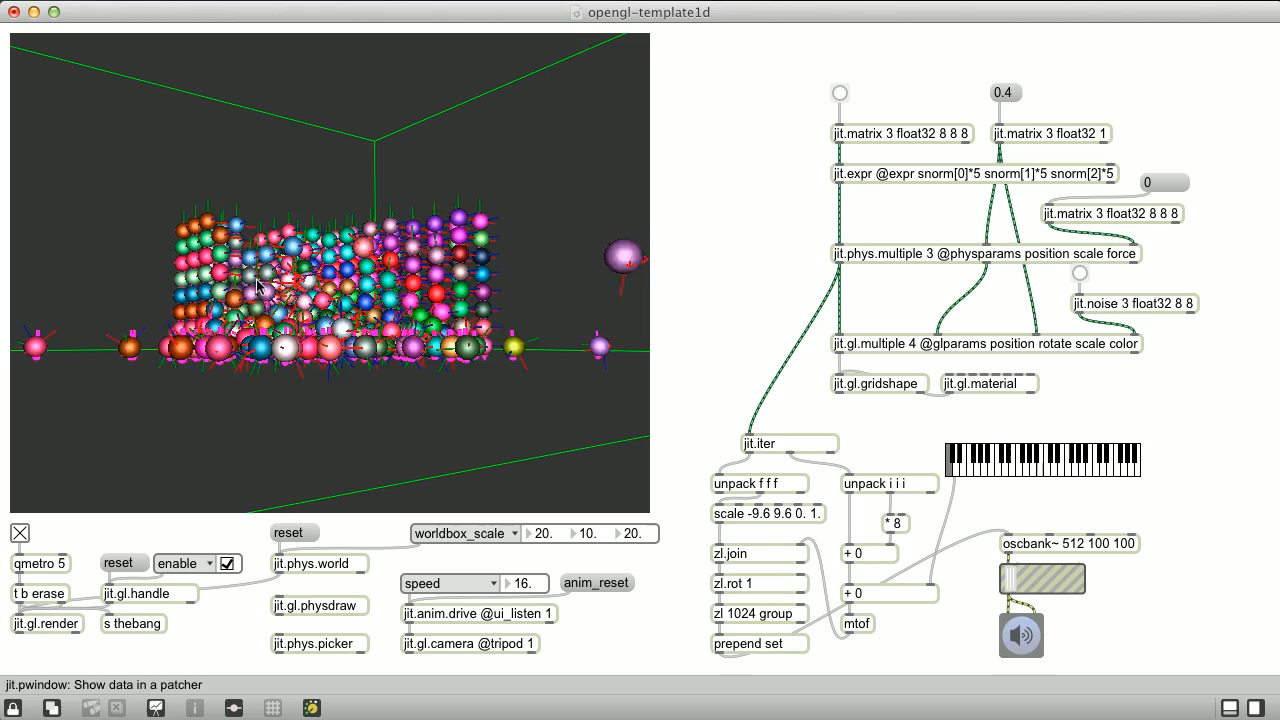 opengl-template1d
0.4
jit.matrix 3 float32 8 8 8
jit.matrix 3 float32 1
jit.expr @expr snorm[0]*5 snorm[1]*5 snorm[2]*5
0
jit.matrix 3 float32 8 8 8
jit.phys.multiple 3 @physparams position scale force
jit.noise 3 float32 8 8
jit.gl.multiple 4 @glparams position rotate scale color
jit.gl.gridshape
jit.gl.material
jit.iter
unpack f f f
unpack i i i
scale -9.6 9.6 0. 1.
* 8
reset
worldbox_scale
20.
10.
20.
oscbank~ 512 100 100
qmetro 5
reset
enable
jit.phys.world
zl.join
+ 0
speed
16.
anim_reset
zl.rot 1
+ 0
t b erase
jit.gl.handle
jit.gl.physdraw
jit.anim.drive @ui_listen 1
zl 1024 group
mtof
jit.gl.render
s thebang
jit.phys.picker
jit.gl.camera @tripod 1
prepend set
jit.pwindow: Show data in a patcher